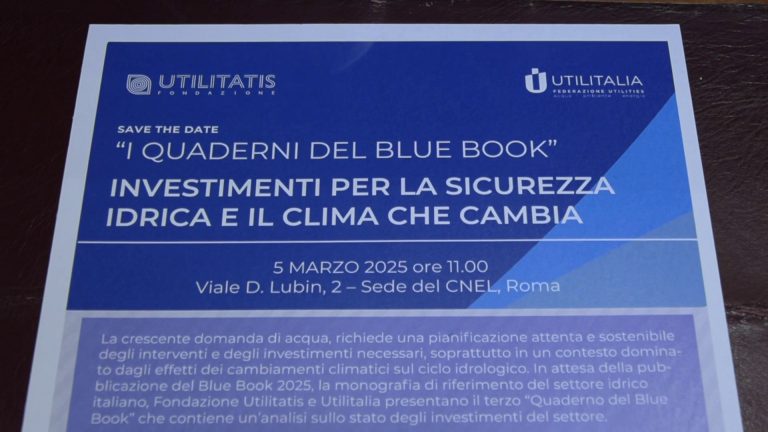 UTILITATIS
FONDAZIONE
UTILITALIA
FEDERAZIONE UTILITIES
acqua ambiente energia
SAVE THE DATE
“I QUADERNI DEL BLUE BOOK”
INVESTIMENTI PER LA SICUREZZA
IDRICA E IL CLIMA CHE CAMBIA
5 MARZO 2025 ore 11.00
Viale D. Lubin, 2 – Sede del CNEL, Roma
La crescente domanda di acqua, richiede una pianificazione attenta e sostenibile
degli interventi e degli investimenti necessari, soprattutto in un contesto domina-
to dagli effetti dei cambiamenti climatici sul ciclo idrologico. In attesa della pub-
blicazione del Blue Book 2025, la monografia di riferimento del settore idrico
italiano, Fondazione Utilitatis e Utilitalia presentano il terzo “Quaderno del Blue
Book” che contiene un’analisi sullo stato degli investimenti del settore.